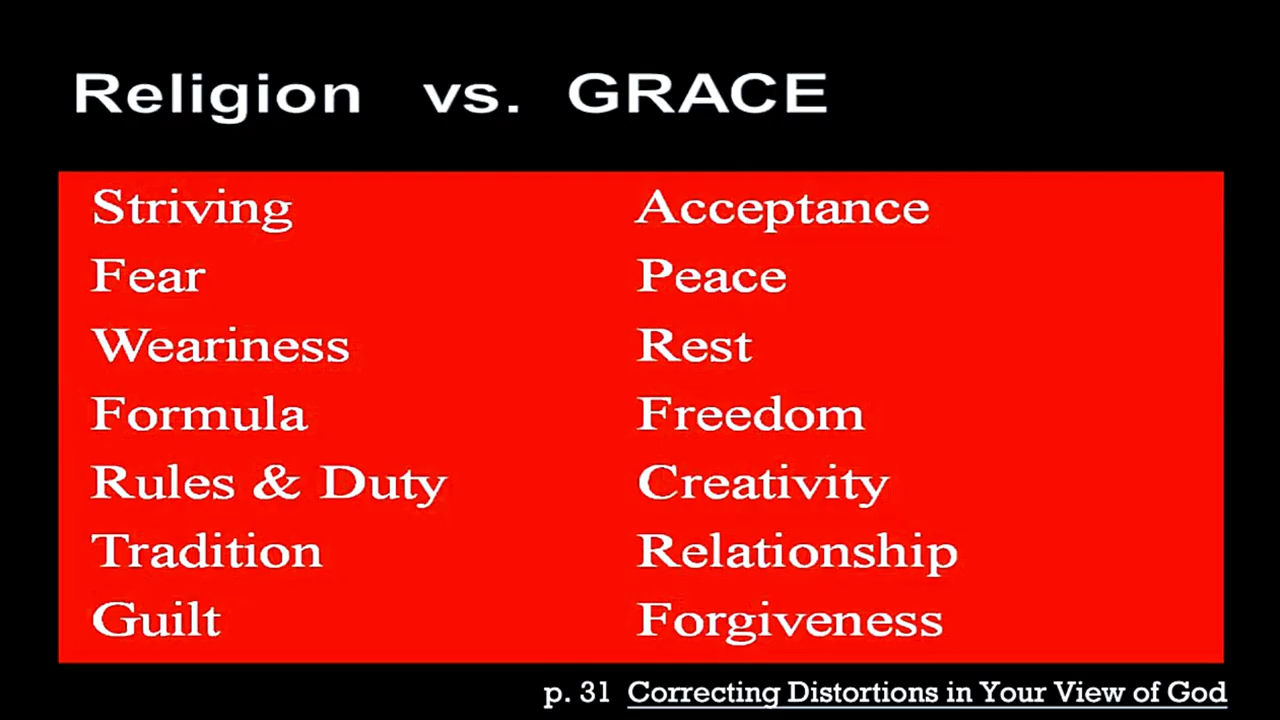 Religion vs. GRACE
Striving Acceptance
Fear Peace
Weariness Rest
Formula Freedom
Rules & Duty Creativity
Tradition Relationship
Guilt Forgiveness
p. 31 Correcting Distortions in Your View of God